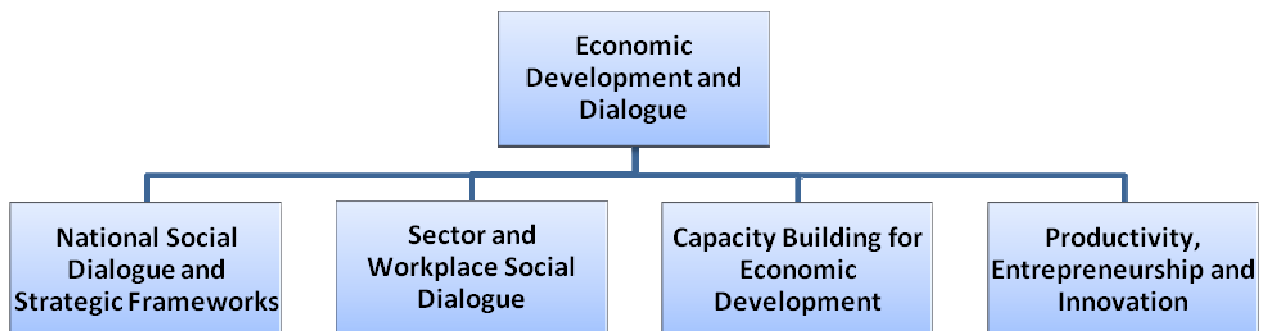 Economic
Development and
Dialogue
National Social
Dialogue and
Strategic Frameworks
Sector and
Workplace Social
Dialogue
Capacity Building for
Economic
Development
Productivity,
Entrepreneurship and
Innovation